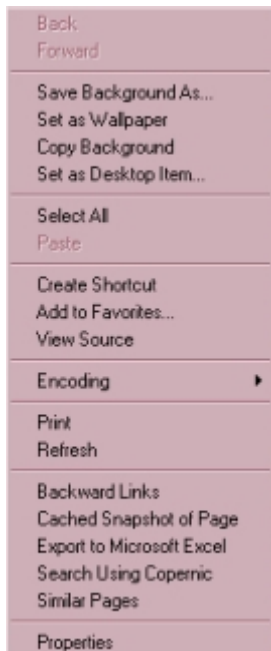 Back
Forward
Save Background As...
Set as Wallpaper
Copy Background
Set as Desktop Item...
Select All
Paste
Create Shortcut
Add to Favorites...
View Source
Encoding
Print
Refresh
Backward Links
Cached Snapshot of Page
Export to Microsoft Excel
Search Using Copernic
Similar Pages
Properties